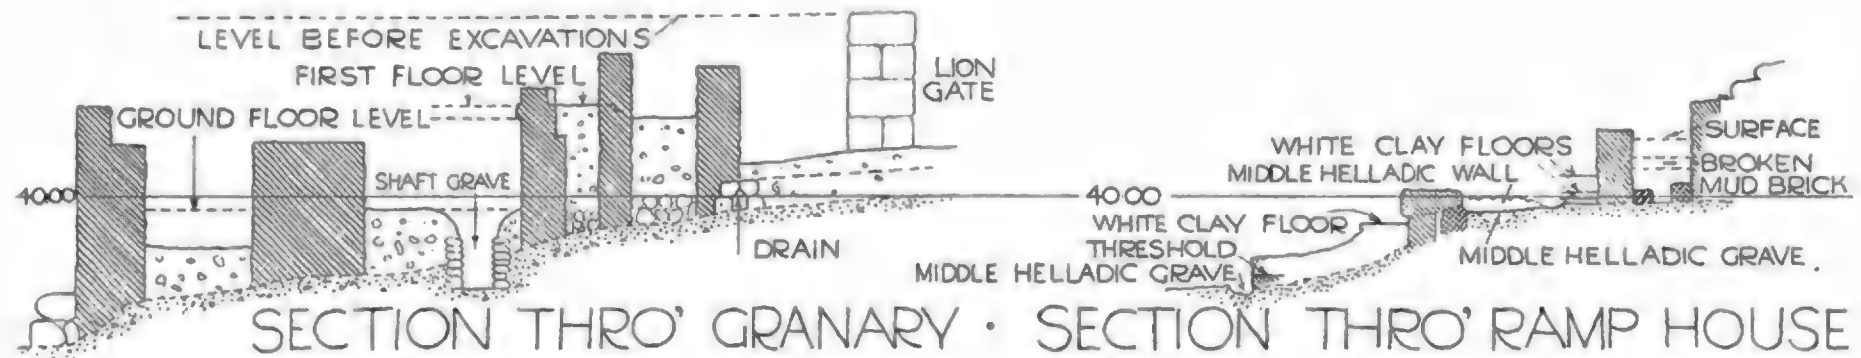 LEVEL BEFORE EXCAVATIONS
FIRST FLOOR LEVEL
GROUND FLOOR LEVEL
LION
GATE
SHAFT GRAVE
40·00
DRAIN
40·00
WHITE CLAY FLOORS
MIDDLE HELLADIC WALL
SURFACE
BROKEN
MUD BRICK
WHITE CLAY FLOOR
THRESHOLD
MIDDLE HELLADIC GRAVE
MIDDLE HELLADIC GRAVE.
SECTION THRO' GRANARY · SECTION THRO' RAMP HOUSE